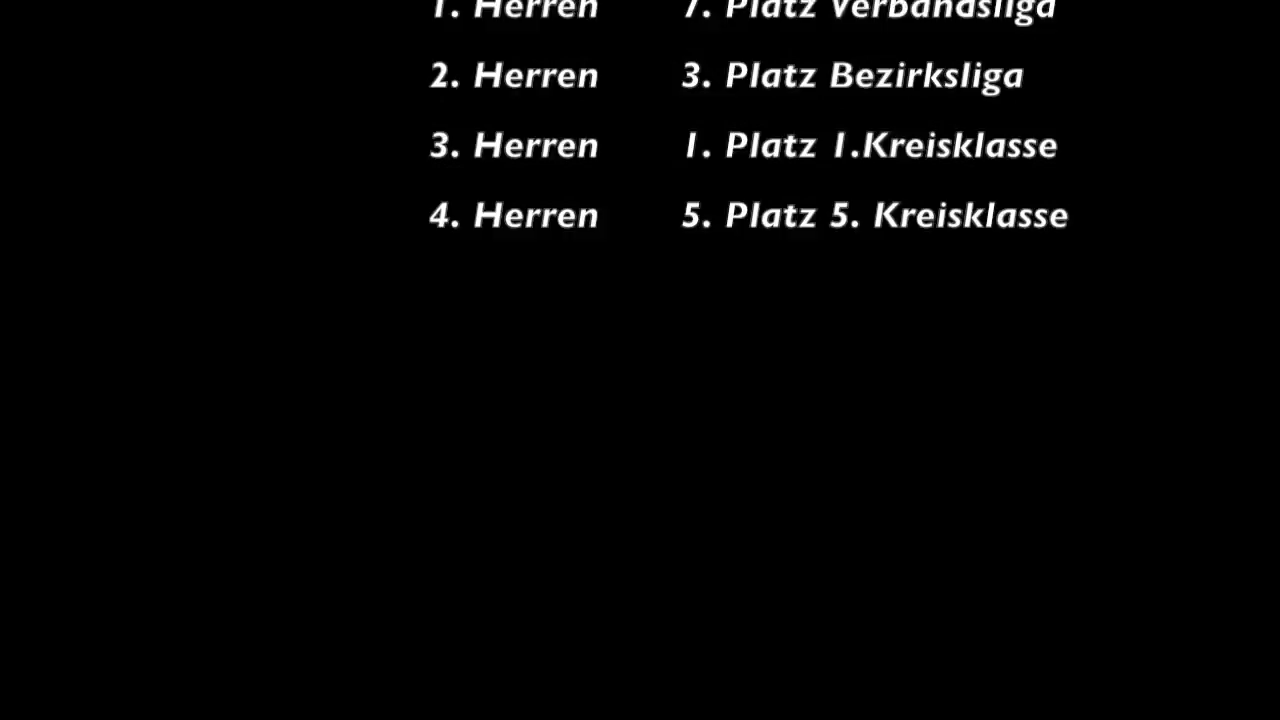 1. Herren 7. Platz Verbandsliga
2. Herren 3. Platz Bezirksliga
3. Herren 1. Platz 1.Kreisklasse
4. Herren 5. Platz 5. Kreisklasse